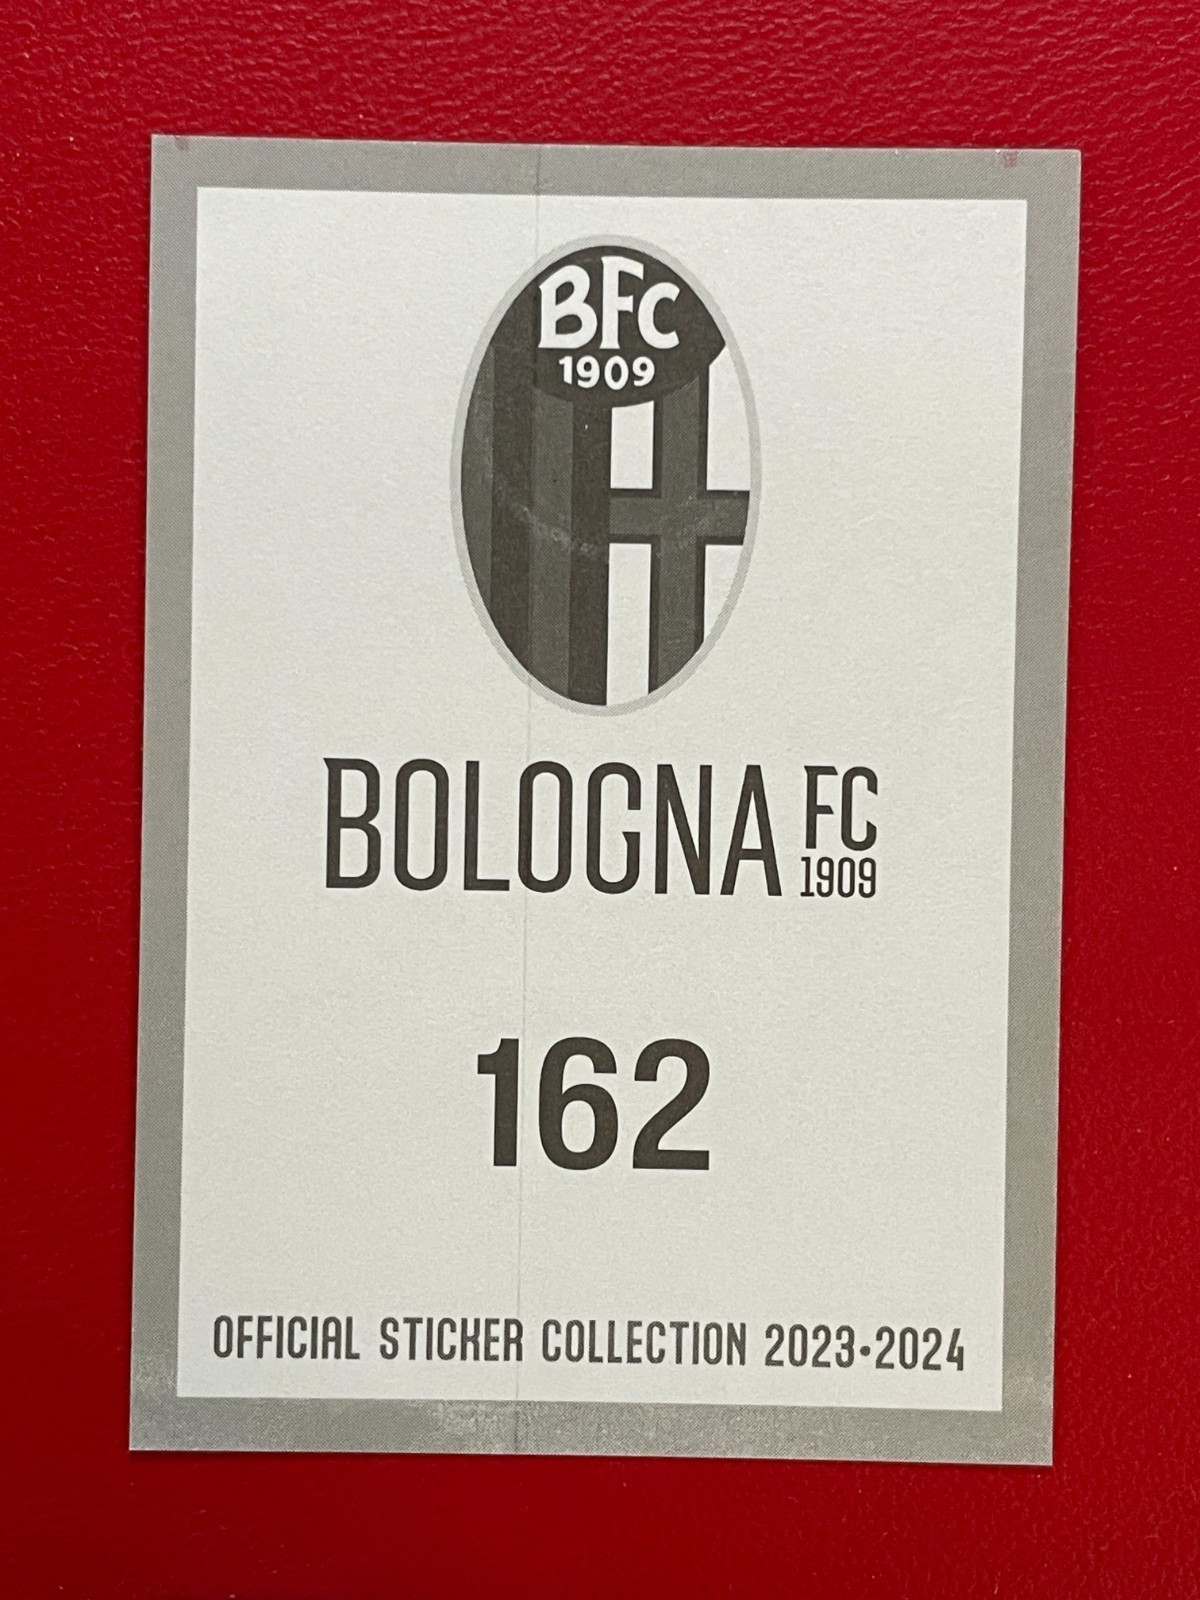 BFC
1909
BOLOGNA FC
1909
162
OFFICIAL STICKER COLLECTION 2023•2024